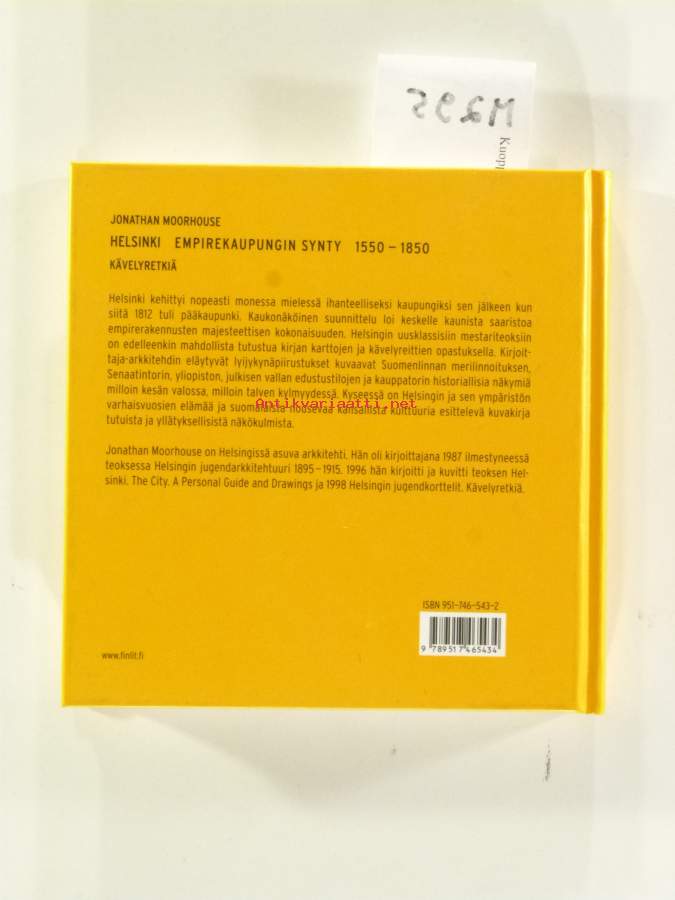 M295
Kuopp
JONATHAN MOORHOUSE
HELSINKI EMPIREKAUPUNGIN SYNTY 1550 – 1850
KÄVELYRETKIÄ
Helsinki kehittyi nopeasti monessa mielessä ihanteelliseksi kaupungiksi sen jälkeen kun
siitä 1812 tuli pääkaupunki. Kaukonäköinen suunnittelu loi keskelle kaunista saaristoa
empirerakennusten majesteettisen kokonaisuuden. Helsingin uusklassisiin mestariteoksiin
on edelleenkin mahdollista tutustua kirjan karttojen ja kävelyreittien opastuksella. Kirjoit-
taja-arkkitehdin eläytyvät lyijykynäpiirustukset kuvaavat Suomenlinnan merilinnoituksen,
Senaatintorin, yliopiston, julkisen vallan edustustilojen ja kauppatorin historiallisia näkymiä
milloin kesän valossa, milloin talven kylmyydessä. Kyseessä on Helsingin ja sen ympäristön
Antikvariaatti.net
varhaisvuosien elämää ja suomalaista nousevaa kansallista kulttuuria esittelevä kuvakirja
tutuista ja yllätyksellisistä näkökulmista.
Jonathan Moorhouse on Helsingissä asuva arkkitehti. Hän oli kirjoittajana 1987 ilmestyneessä
teoksessa Helsingin jugendarkkitehtuuri 1895 – 1915. 1996 hän kirjoitti ja kuvitti teoksen Hel-
sinki, The City. A Personal Guide and Drawings ja 1998 Helsingin jugendkorttelit. Kävelyretkiä.
ISBN 951-746-543-2
9 789517 465434
www.finlit.fi